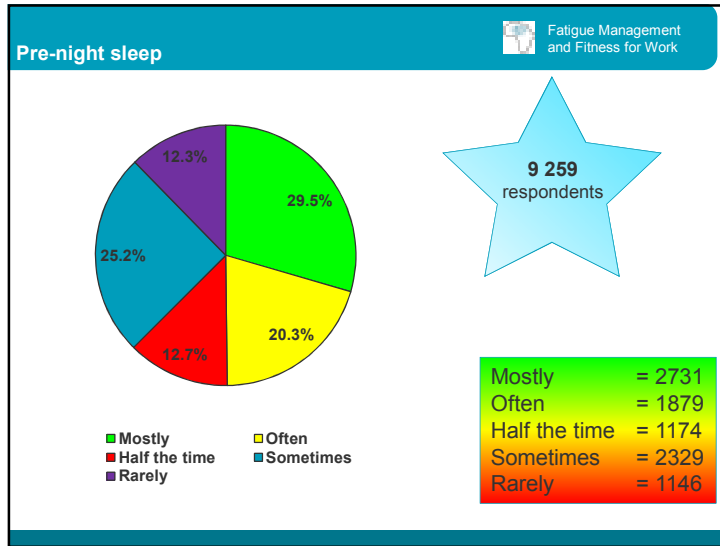 Pre-night sleep
Fatigue Management
and Fitness for Work
9 259
respondents
12.3%
29.5%
25.2%
20.3%
12.7%
Mostly Often
Half the time Sometimes
Rarely
Mostly = 2731
Often = 1879
Half the time = 1174
Sometimes = 2329
Rarely = 1146